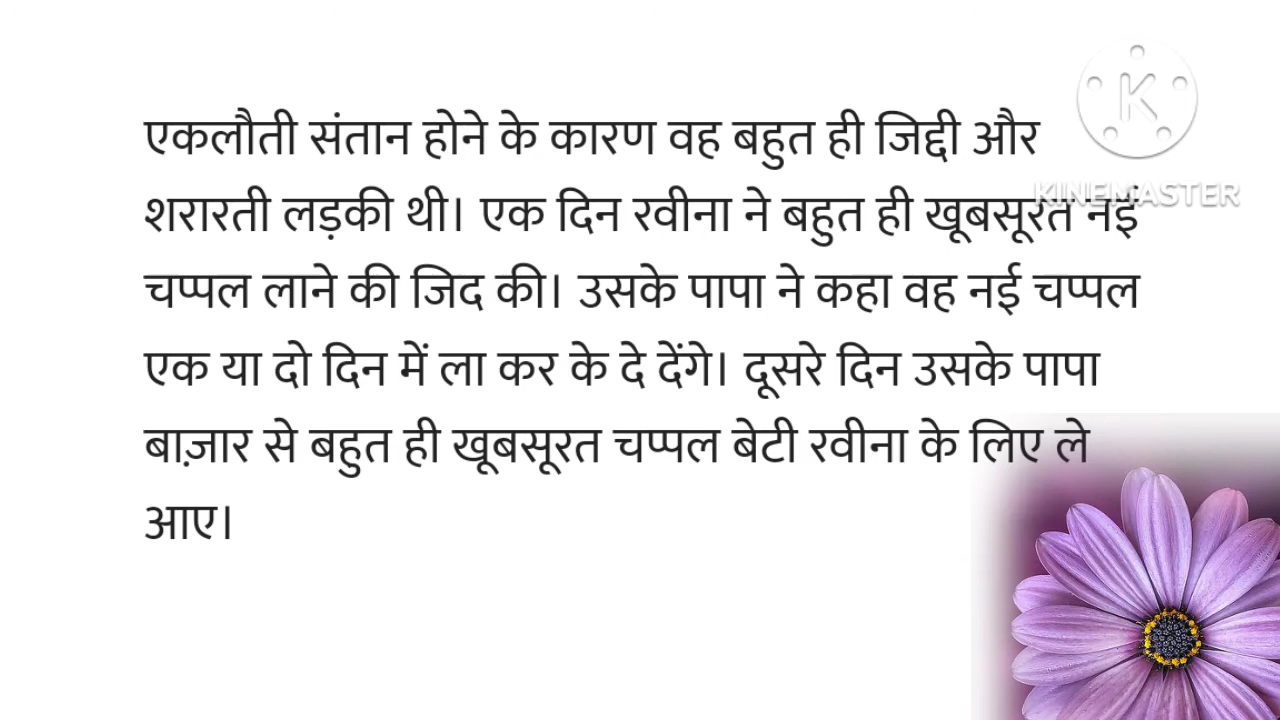 एकलौती संतान होने के कारण वह बहुत ही जिद्दी और
शरारती लड़की थी। एक दिन रवीना ने बहुत ही खूबसूरत नई
चप्पल लाने की जिद की। उसके पापा ने कहा वह नई चप्पल
एक या दो दिन में ला कर के दे देंगे। दूसरे दिन उसके पापा
बाज़ार से बहुत ही खूबसूरत चप्पल बेटी रवीना के लिए ले
आए।
K
KINEMASTER